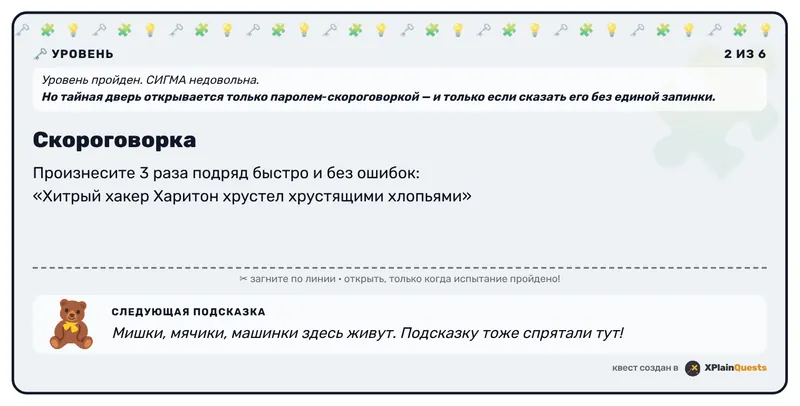 УРОВЕНЬ
2 ИЗ 6
Уровень пройден. СИГМА недовольна.
Но тайная дверь открывается только паролем-скороговоркой — и только если сказать его без единой запинки.
Скороговорка
Произнесите 3 раза подряд быстро и без ошибок:
«Хитрый хакер Харитон хрустел хрустящими хлопьями»
✂ загните по линии • открыть, только когда испытание пройдено!
СЛЕДУЮЩАЯ ПОДСКАЗКА
Мишки, мячики, машинки здесь живут. Подсказку тоже спрятали тут!
квест создан в XPlainQuests